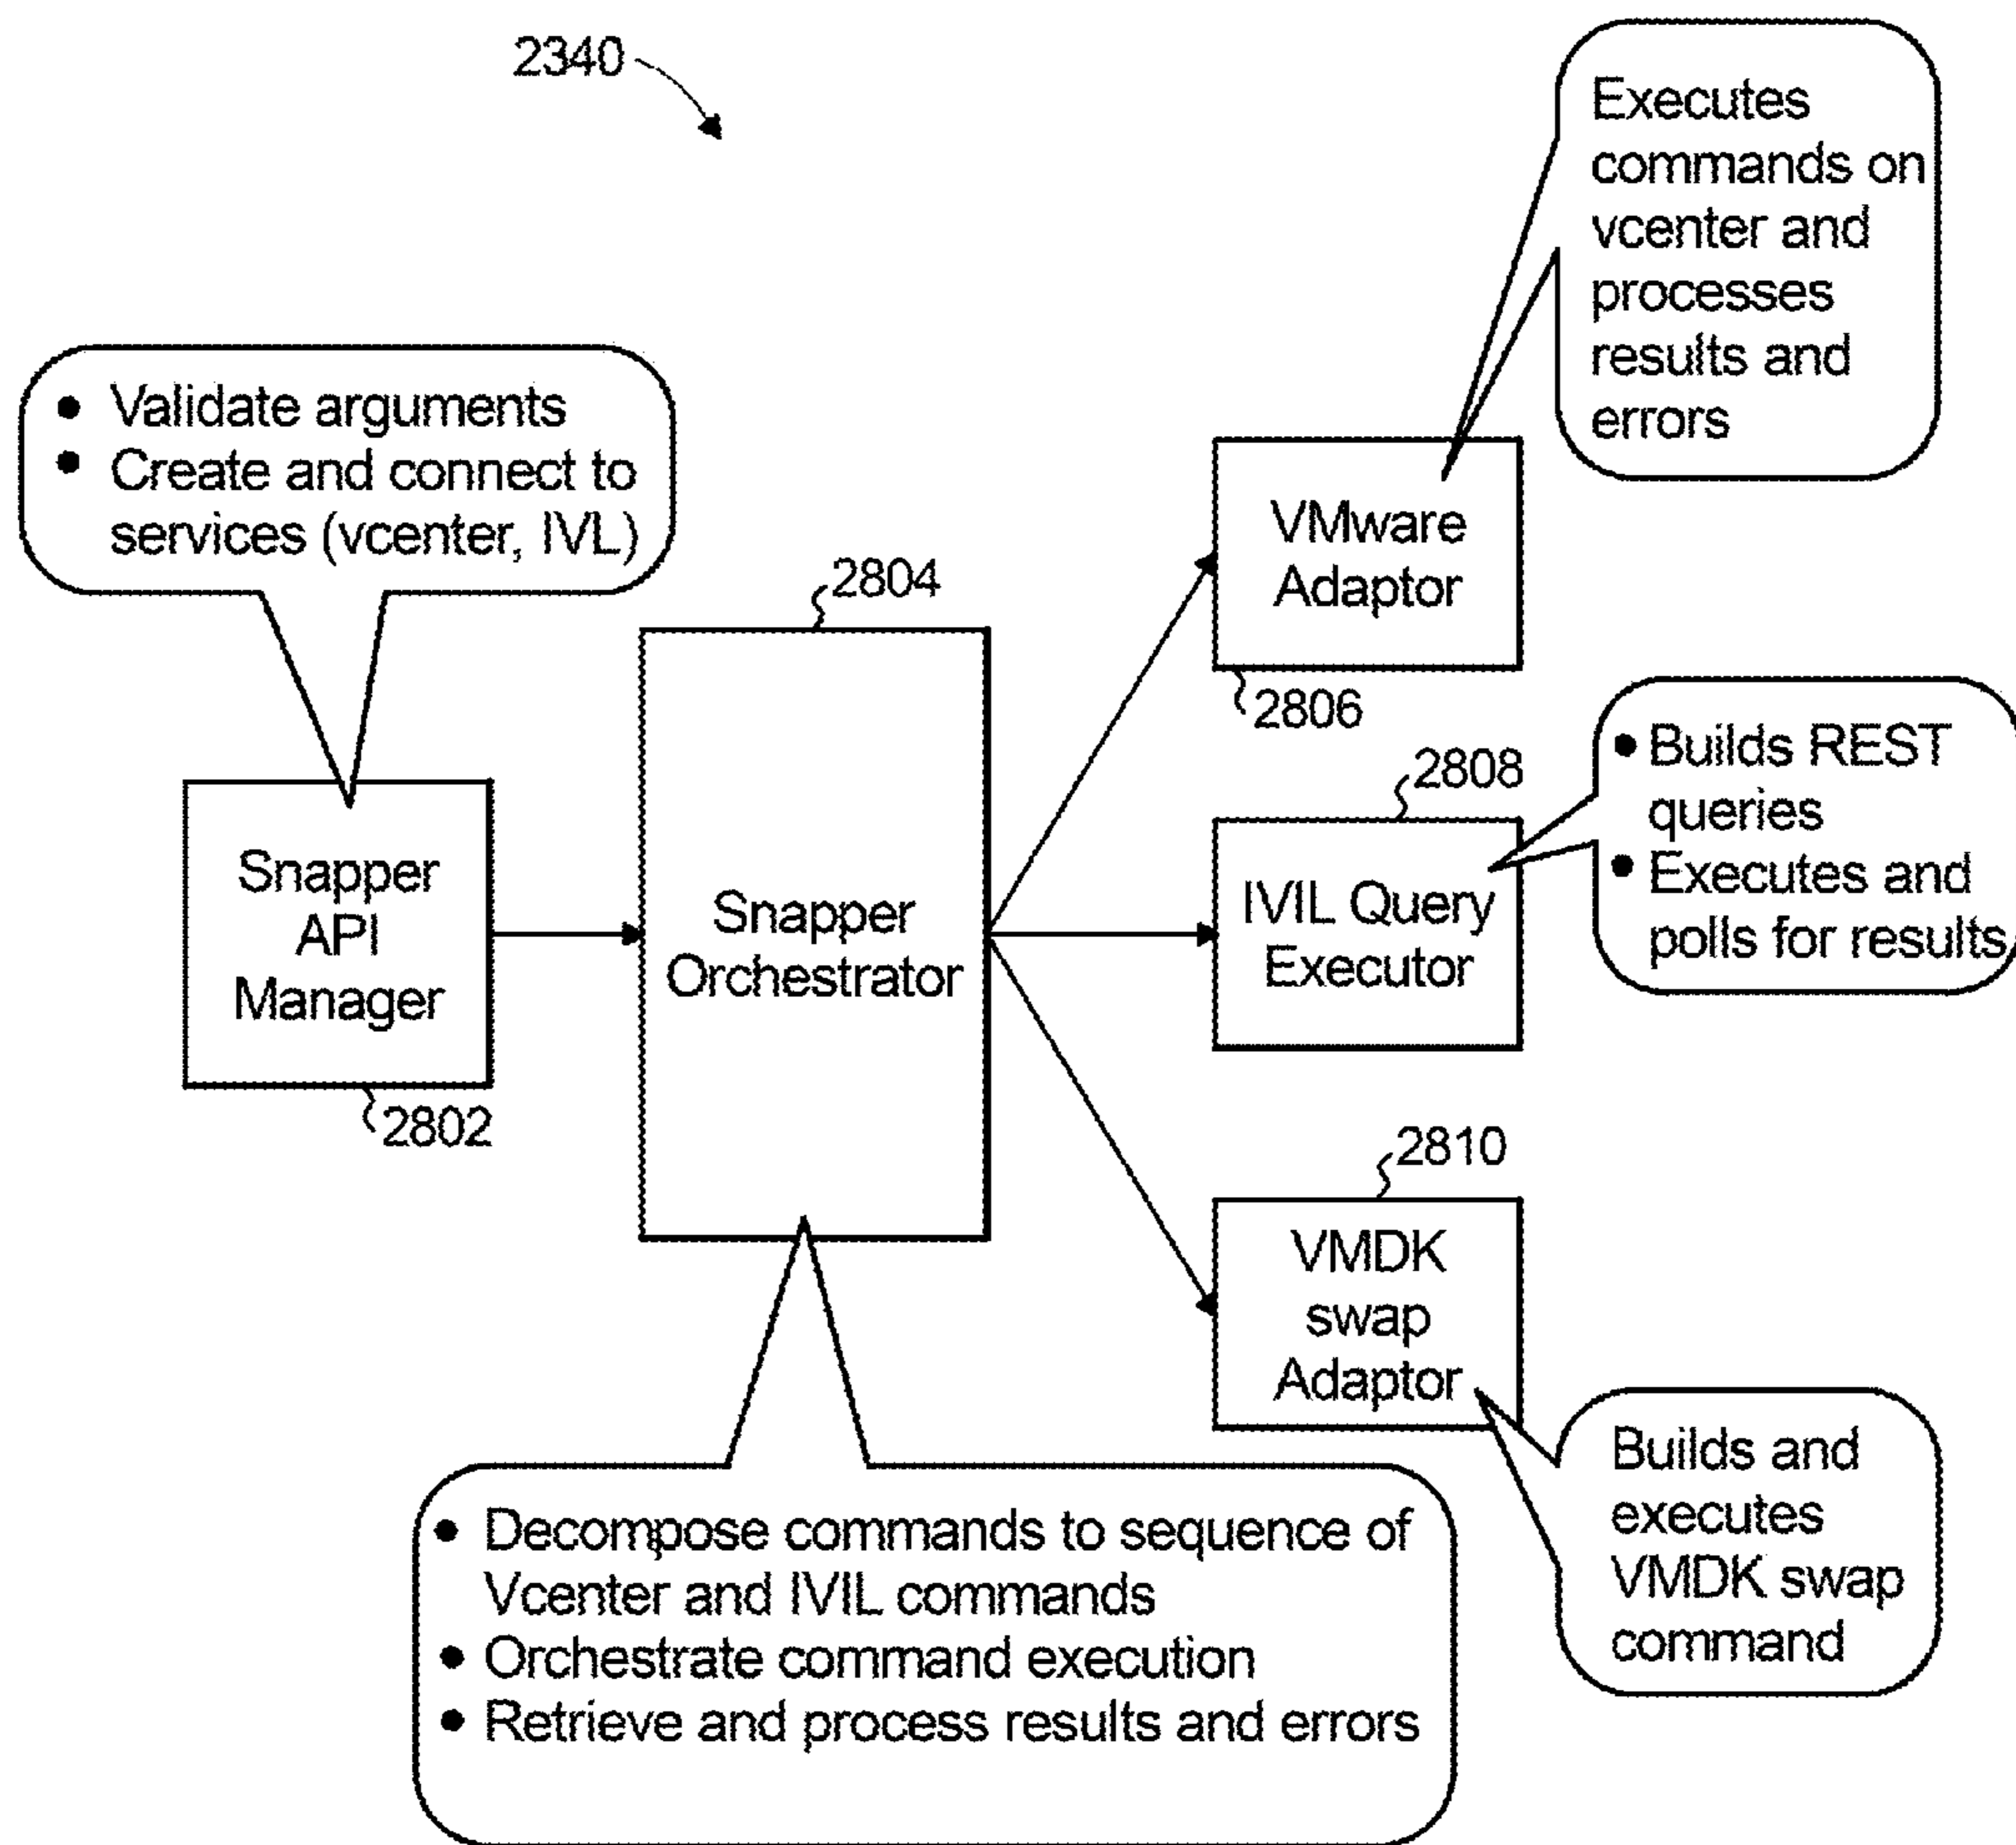 2340
Executes
commands on
vcenter and
processes
results and
errors
• Validate arguments
• Create and connect to
services (vcenter, IVL)
2804
VMware
Adaptor
2806
• Builds REST
queries
• Executes and
polls for results
2808
Snapper
API
Manager
2802
Snapper
Orchestrator
IVIL Query
Executor
2810
VMDK
swap
Adaptor
Builds and
executes
VMDK swap
command
• Decompose commands to sequence of
Vcenter and IVIL commands
• Orchestrate command execution
• Retrieve and process results and errors